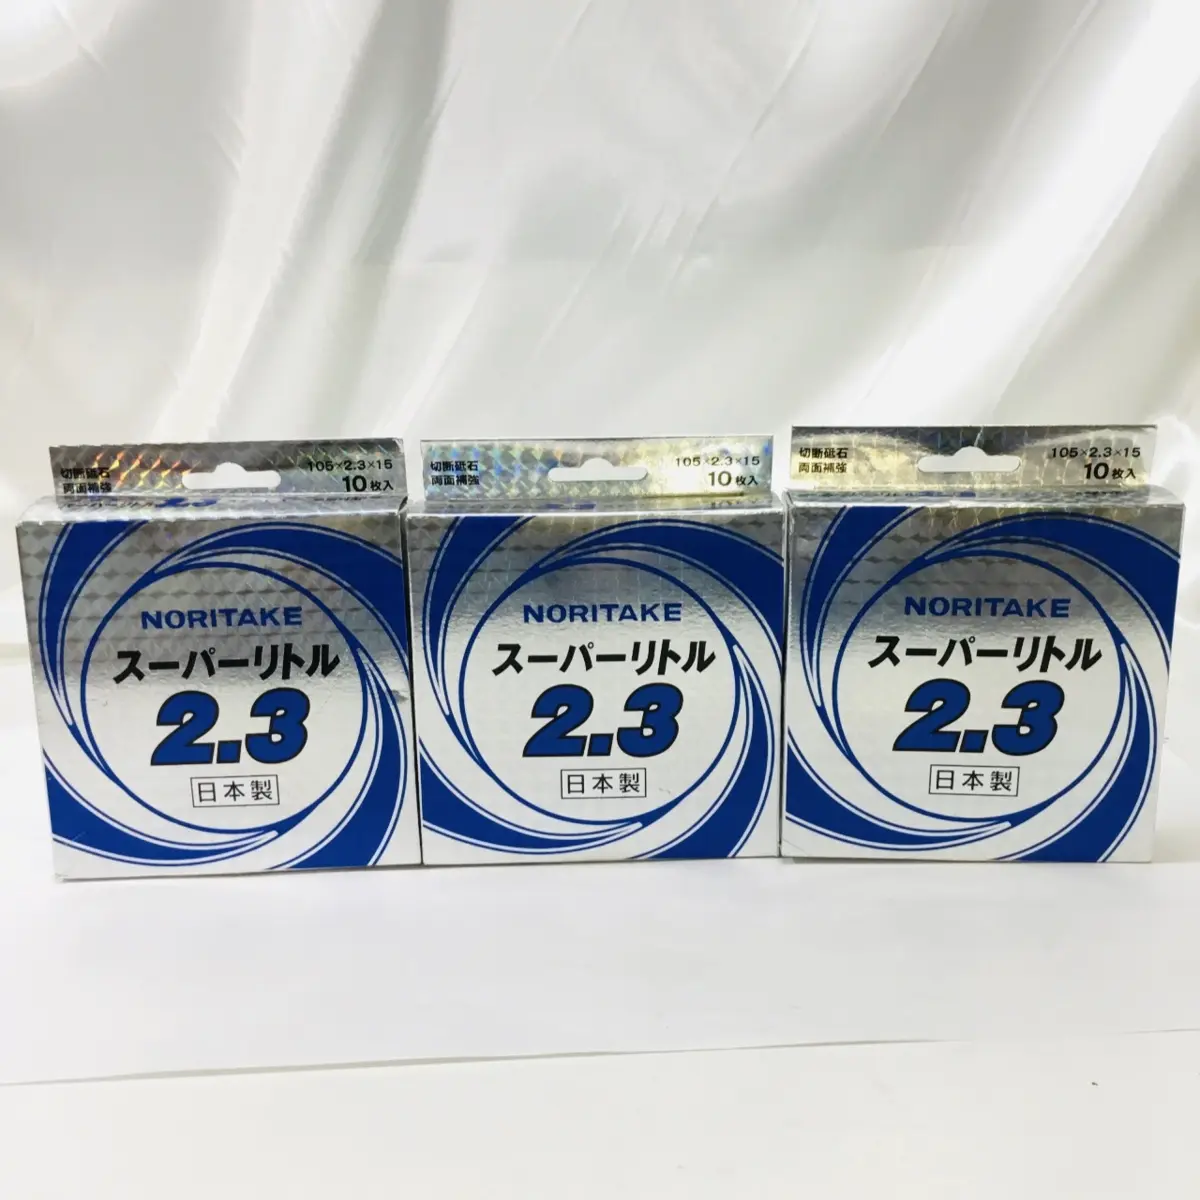 切断砥石
両面補強
105×2.3×15
10枚入
NORITAKE
スーパーリトル
2.3
日本製
切断砥石
両面補強
105×2.3×15
10枚入
NORITAKE
スーパーリトル
2.3
日本製
切断砥石
両面補強
105×2.3×15
10枚入
NORITAKE
スーパーリトル
2.3
日本製